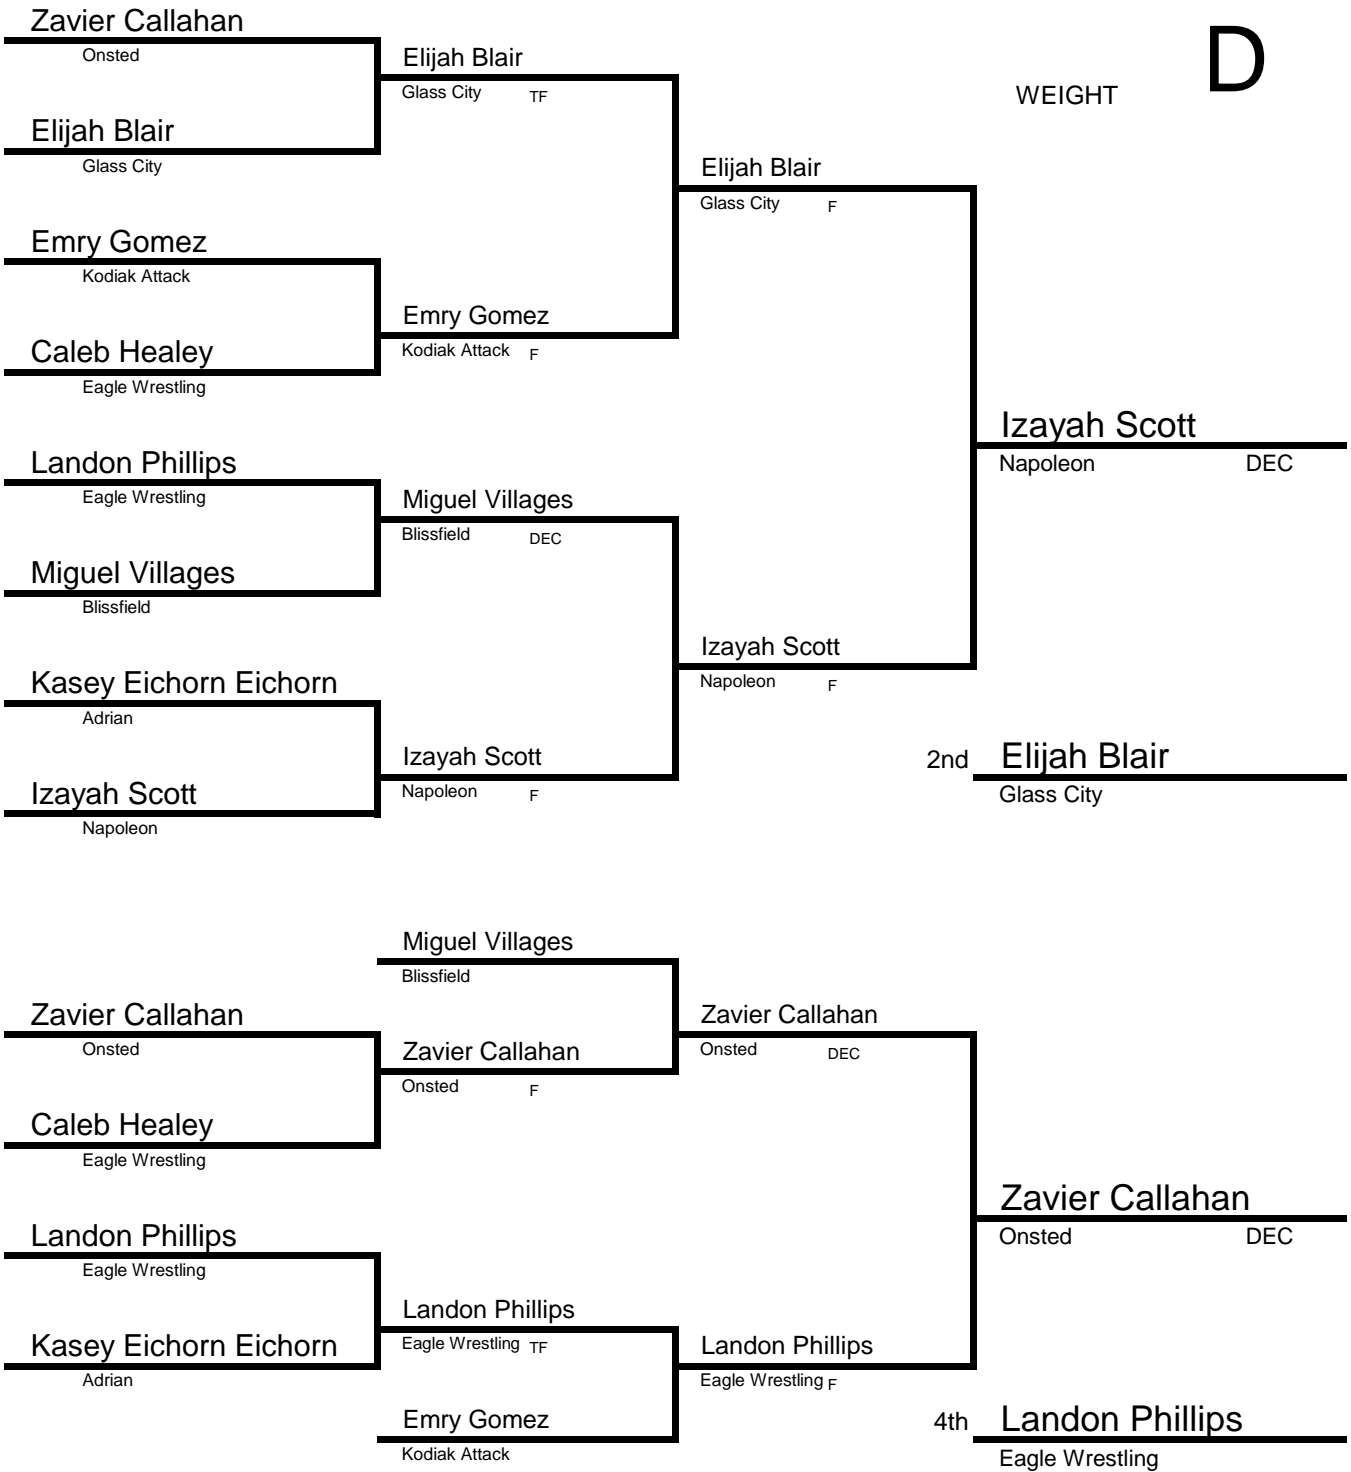 Zavier Callahan
Onsted
Elijah Blair
Glass City TF
D
WEIGHT
Elijah Blair
Glass City
Elijah Blair
Glass City F
Emry Gomez
Kodiak Attack
Emry Gomez
Kodiak Attack F
Caleb Healey
Eagle Wrestling
Izayah Scott
Napoleon DEC
Landon Phillips
Eagle Wrestling
Miguel Villages
Blissfield DEC
Miguel Villages
Blissfield
Izayah Scott
Napoleon F
Kasey Eichorn Eichorn
Adrian
Izayah Scott
Napoleon F
2nd Elijah Blair
Glass City
Izayah Scott
Napoleon
Miguel Villages
Blissfield
Zavier Callahan
Onsted
Zavier Callahan
Onsted DEC
Zavier Callahan
Onsted F
Caleb Healey
Eagle Wrestling
Zavier Callahan
Onsted DEC
Landon Phillips
Eagle Wrestling
Landon Phillips
Eagle Wrestling TF
Kasey Eichorn Eichorn
Adrian
Landon Phillips
Eagle Wrestling F
Emry Gomez
Kodiak Attack
4th Landon Phillips
Eagle Wrestling